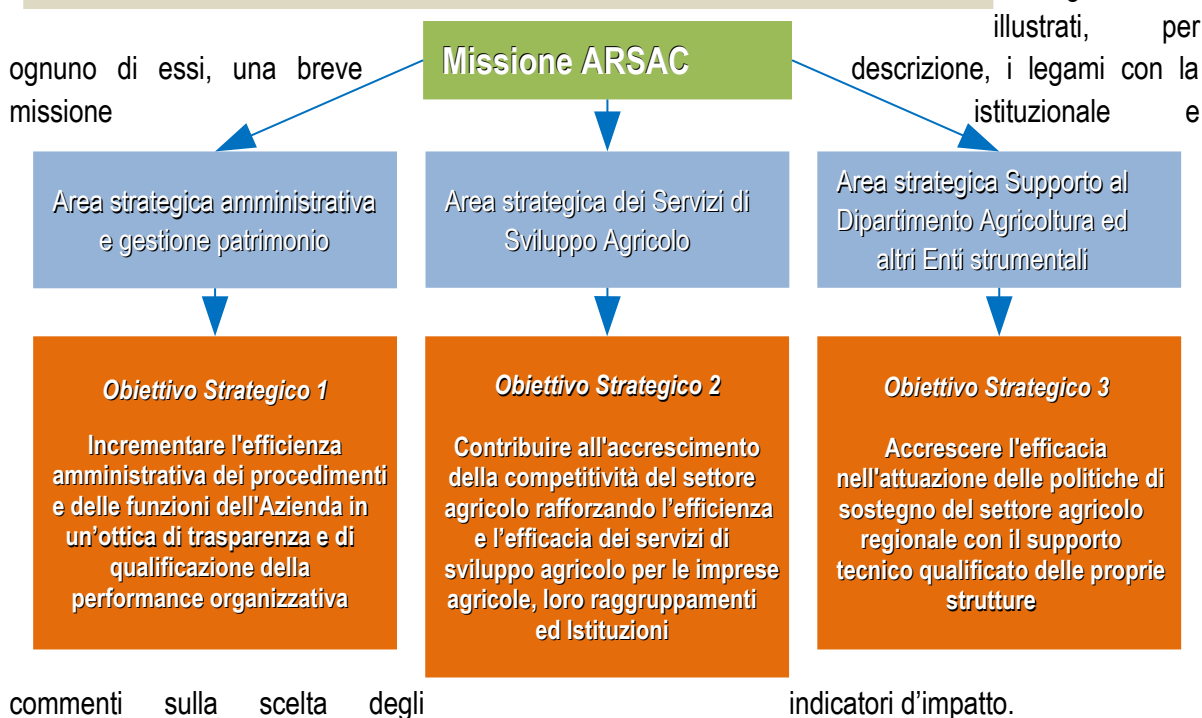 illustrati, per
ognuno di essi, una breve descrizione, i legami con la
missione istituzionale e
Missione ARSAC
Area strategica amministrativa
e gestione patrimonio
Area strategica dei Servizi di
Sviluppo Agricolo
Area strategica Supporto al
Dipartimento Agricoltura ed
altri Enti strumentali
Obiettivo Strategico 1
Incrementare l'efficienza
amministrativa dei procedimenti
e delle funzioni dell'Azienda in
un’ottica di trasparenza e di
qualificazione della
performance organizzativa
Obiettivo Strategico 2
Contribuire all'accrescimento
della competitività del settore
agricolo rafforzando l’efficienza
e l’efficacia dei servizi di
sviluppo agricolo per le imprese
agricole, loro raggruppamenti
ed Istituzioni
Obiettivo Strategico 3
Accrescere l'efficacia
nell'attuazione delle politiche di
sostegno del settore agricolo
regionale con il supporto
tecnico qualificato delle proprie
strutture
commenti sulla scelta degli indicatori d’impatto.